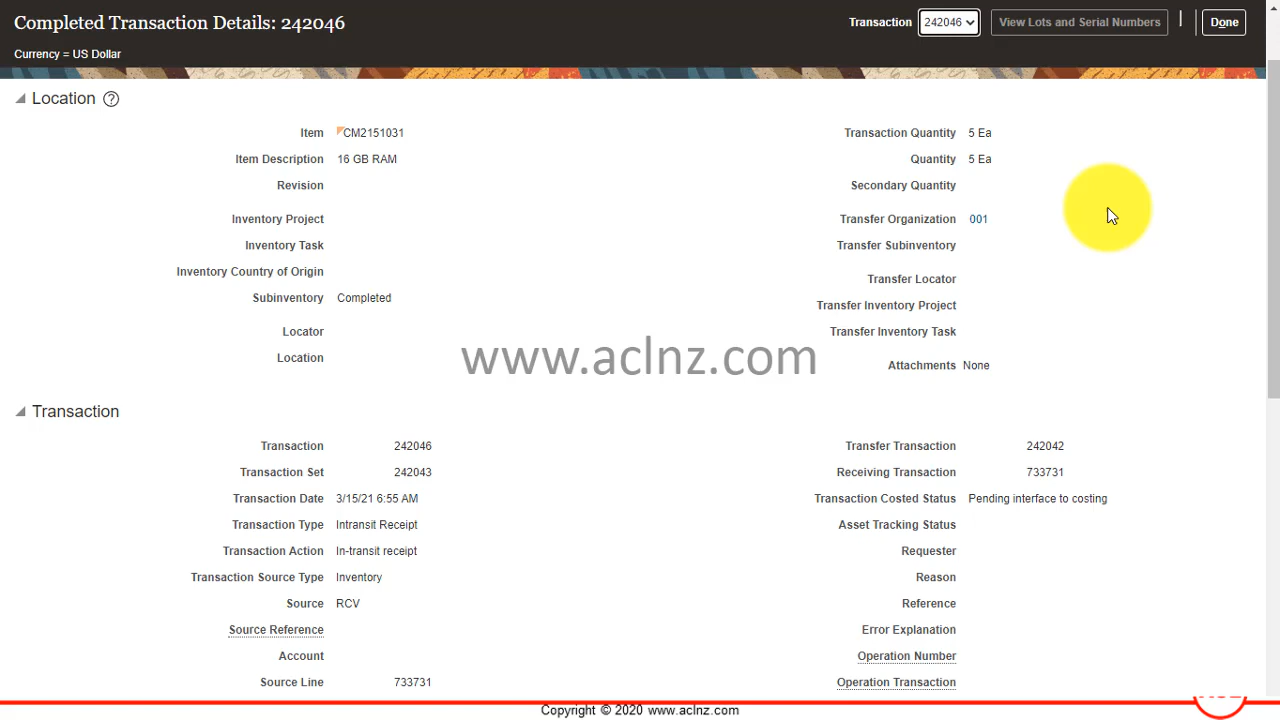 Completed Transaction Details: 242046
Transaction 242046 View Lots and Serial Numbers Done
Currency = US Dollar
Location
Item CM2151031
Item Description 16 GB RAM
Revision
Inventory Project
Inventory Task
Inventory Country of Origin
Subinventory Completed
Locator
Location
Transaction Quantity 5 Ea
Quantity 5 Ea
Secondary Quantity
Transfer Organization 001
Transfer Subinventory
Transfer Locator
Transfer Inventory Project
Transfer Inventory Task
Attachments None
www.aclnz.com
Transaction
Transaction 242046
Transaction Set 242043
Transaction Date 3/15/21 6:55 AM
Transaction Type Intransit Receipt
Transaction Action In-transit receipt
Transaction Source Type Inventory
Source RCV
Source Reference
Account
Source Line 733731
Transfer Transaction 242042
Receiving Transaction 733731
Transaction Costed Status Pending interface to costing
Asset Tracking Status
Requester
Reason
Reference
Error Explanation
Operation Number
Operation Transaction
Copyright © 2020 www.aclnz.com